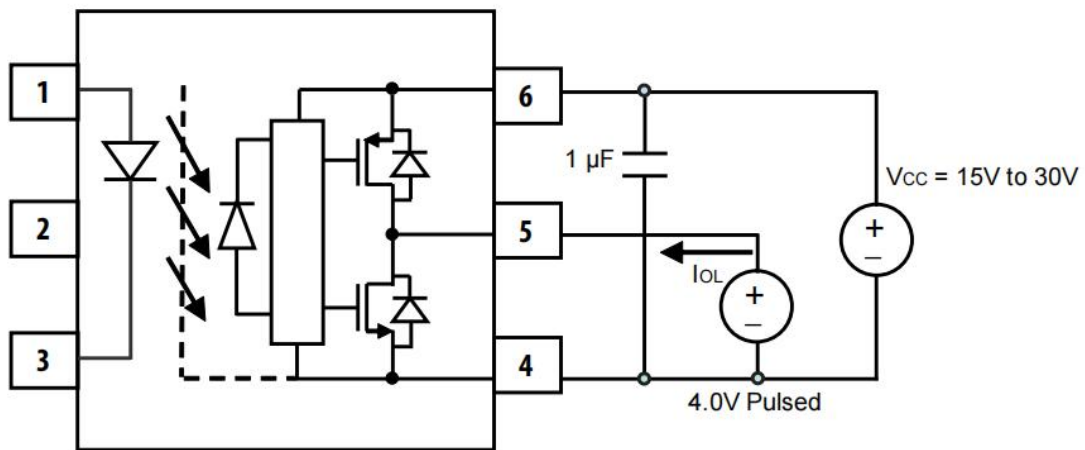 1
2
3
6
5
4
1 µF
VCC = 15V to 30V
+
–
IOL
+
–
4.0V Pulsed